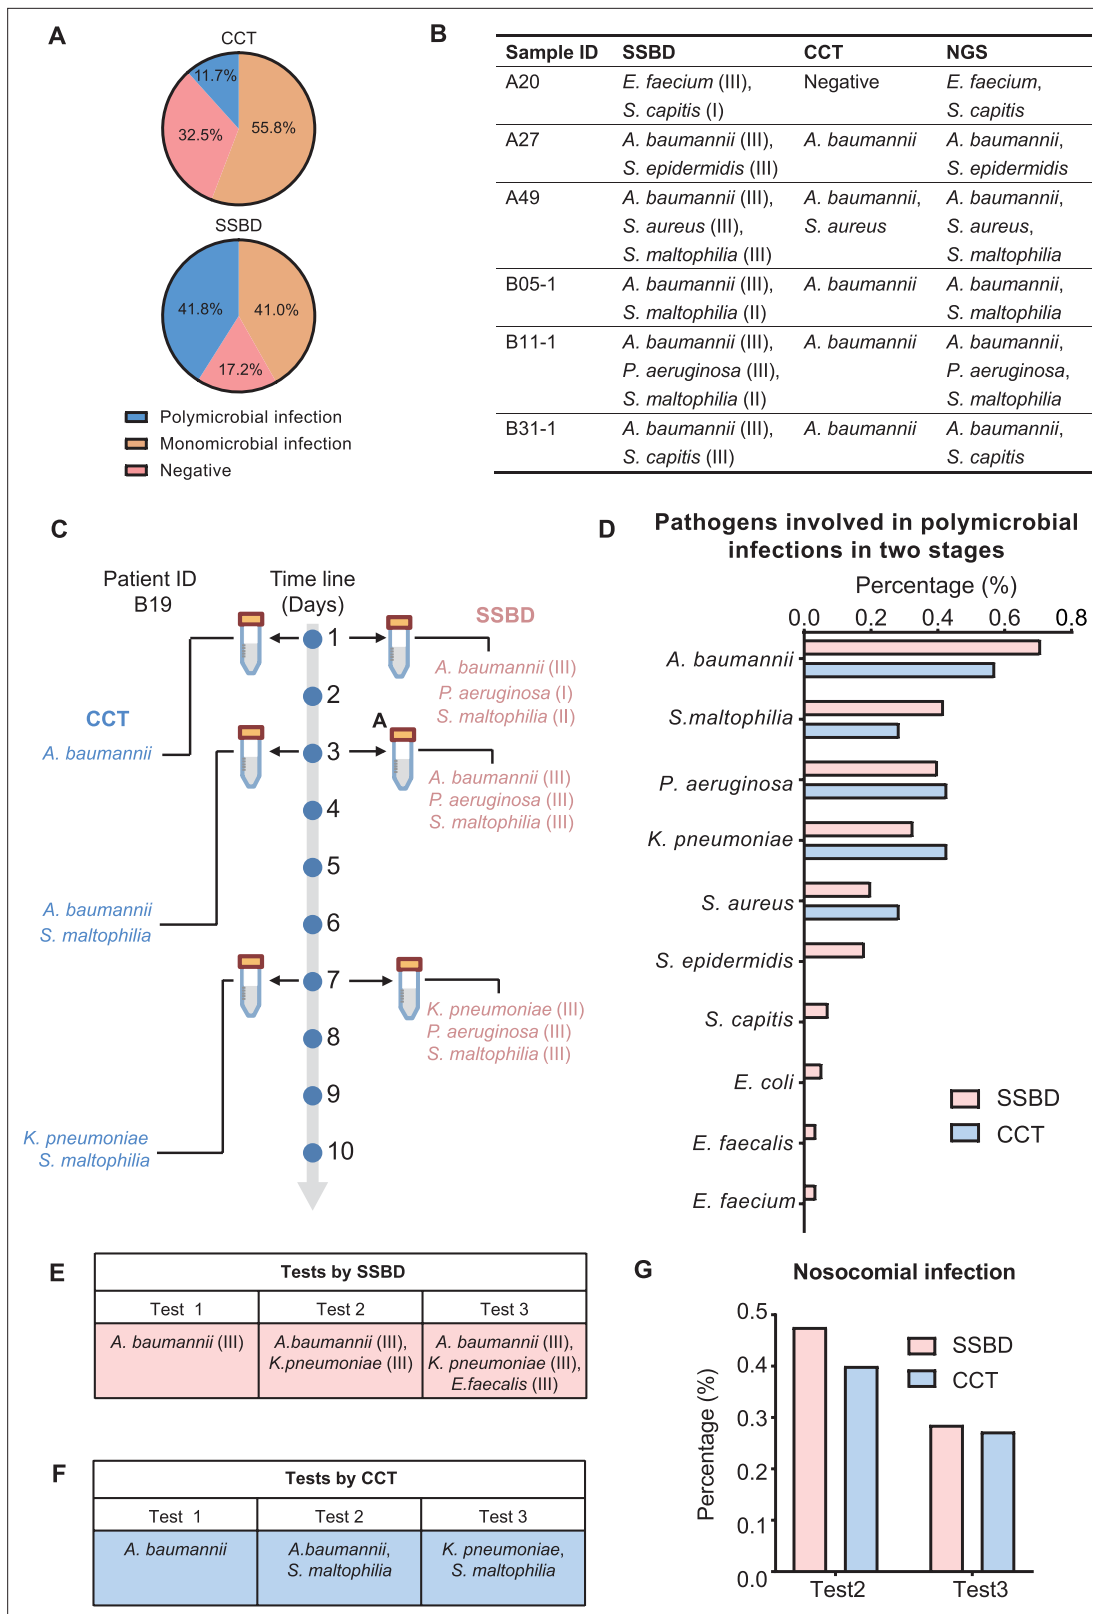 A
CCT
11.7%
32.5%
55.8%
SSBD
41.8%
41.0%
17.2%
Polymicrobial infection
Monomicrobial infection
Negative
B
Sample ID SSBD CCT NGS
A20 E. faecium (III), Negative E. faecium,
S. capitis (I) S. capitis
A27 A. baumannii (III), A. baumannii A. baumannii,
S. epidermidis (III) S. epidermidis
A49 A. baumannii (III), A. baumannii, A. baumannii,
S. aureus (III), S. aureus S. aureus,
S. maltophilia (III) S. maltophilia
B05-1 A. baumannii (III), A. baumannii A. baumannii,
S. maltophilia (II) S. maltophilia
B11-1 A. baumannii (III), A. baumannii A. baumannii,
P. aeruginosa (III), P. aeruginosa,
S. maltophilia (II) S. maltophilia
B31-1 A. baumannii (III), A. baumannii A. baumannii,
S. capitis (III) S. capitis
C
Patient ID
B19
Time line
(Days)
SSBD
CCT
1
2
3
4
5
6
7
8
9
10
A. baumannii
A. baumannii
S. maltophilia
K. pneumoniae
S. maltophilia
A. baumannii (III)
P. aeruginosa (I)
S. maltophilia (II)
A
A. baumannii (III)
P. aeruginosa (III)
S. maltophilia (III)
K. pneumoniae (III)
P. aeruginosa (III)
S. maltophilia (III)
D
Pathogens involved in polymicrobial
infections in two stages
Percentage (%)
0.0 0.2 0.4 0.6 0.8
A. baumannii
S.maltophilia
P. aeruginosa
K. pneumoniae
S. aureus
S. epidermidis
S. capitis
E. coli
E. faecalis
E. faecium
SSBD
CCT
E
Tests by SSBD
Test 1 Test 2 Test 3
A. baumannii (III) A.baumannii (III), A. baumannii (III),
K.pneumoniae (III) K. pneumoniae (III),
E.faecalis (III)
F
Tests by CCT
Test 1 Test 2 Test 3
A. baumannii A.baumannii, K. pneumoniae,
S. maltophilia S. maltophilia
G
Nosocomial infection
Percentage (%)
0.5
0.4
0.3
0.4
0.1
0.0
SSBD
CCT
Test2 Test3